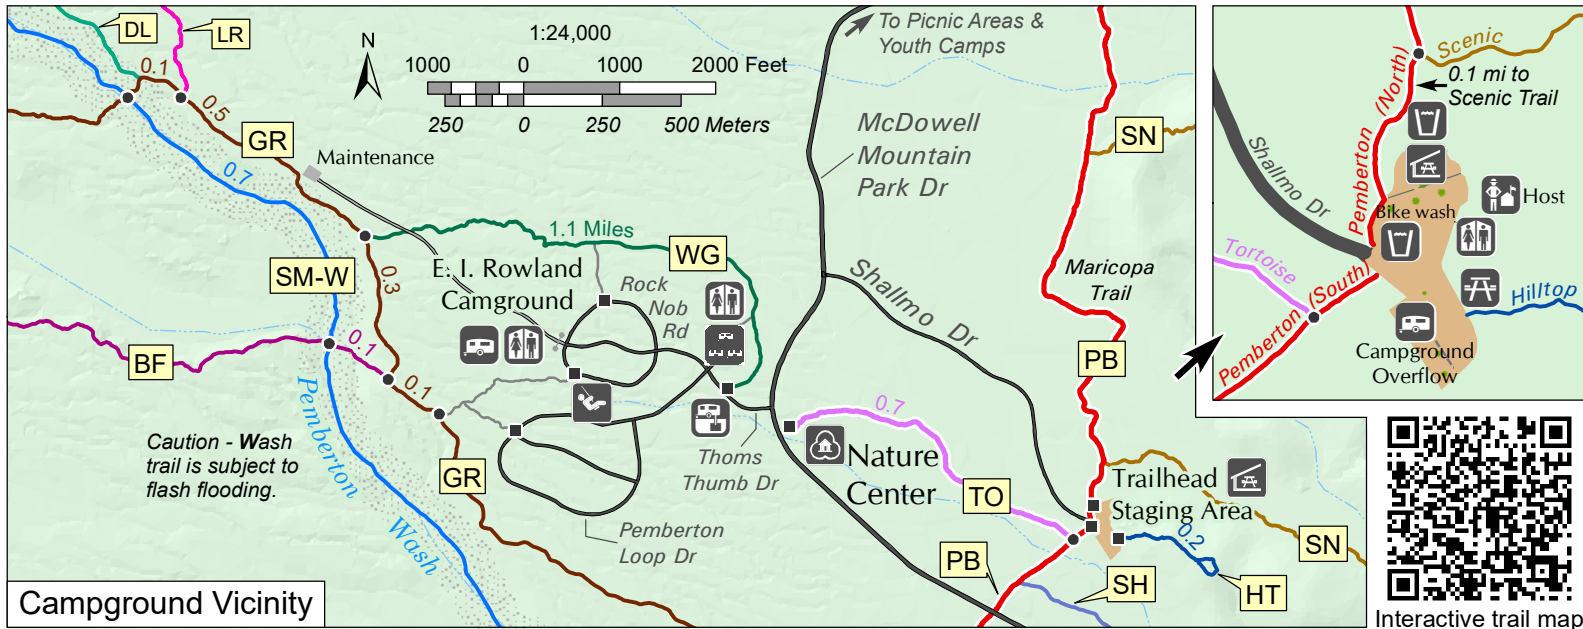 DL
LR
0.1
0.5
GR
Maintenance
0.7
N
1:24,000
1000 0 1000 2000 Feet
250 0 250 500 Meters
To Picnic Areas &
Youth Camps
McDowell
Mountain
Park Dr
SN
1.1 Miles
WG
SM-W
0.3
E. I. Rowland
Camground
Rock
Nob
Rd
Shallmo Dr
Maricopa
Trail
PB
BF
0.1
0.1
Pemberton
Wash
Caution - Wash
trail is subject to
flash flooding.
GR
Pemberton
Loop Dr
Thoms
Thumb Dr
0.7
Nature
Center
TO
Trailhead
Staging Area
0.2
SN
PB
SH
HT
Campground Vicinity
Scenic
0.1 mi to
Scenic Trail
Pemberton (North)
Shallmo Dr
Bike wash
Host
Tortoise
Pemberton (South)
Hilltop
Campground
Overflow
Interactive trail map